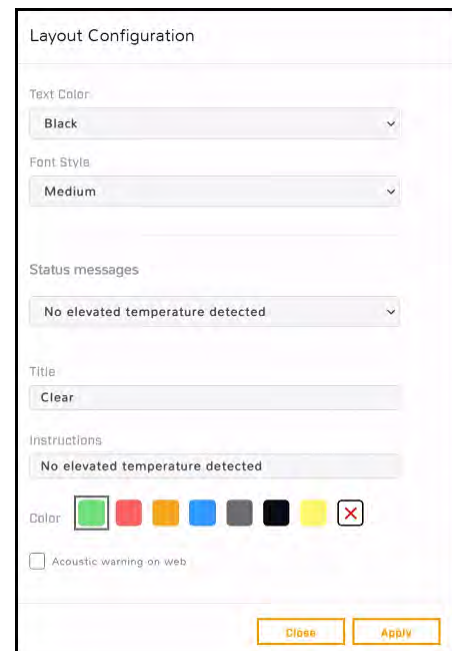 Layout Configuration
Text Color
Black
Font Style
Medium
Status messages
No elevated temperature detected
Title
Clear
Instructions
No elevated temperature detected
Color
Acoustic warning on web
Close Apply